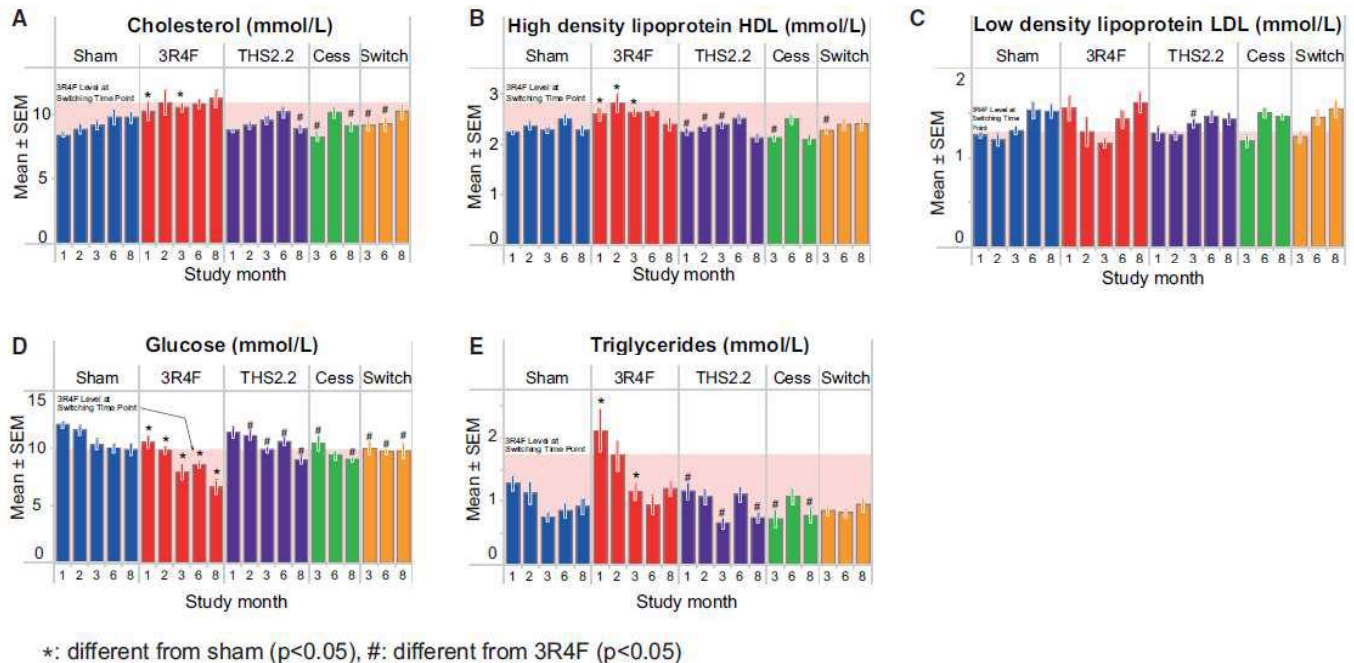 A
Cholesterol (mmol/L)
Sham 3R4F THS2.2 Cess Switch
3R4F Level at
Switching Time Point
Mean ± SEM
10
5
0
* *
# # # # #
1 2 3 6 8 1 2 3 6 8 1 2 3 6 8 3 6 8 3 6 8
Study month
B
High density lipoprotein HDL (mmol/L)
Sham 3R4F THS2.2 Cess Switch
3R4F Level at
Switching Time Point
Mean ± SEM
3
2
1
0
* * *
# # # # #
1 2 3 6 8 1 2 3 6 8 1 2 3 6 8 3 6 8 3 6 8
Study month
C
Low density lipoprotein LDL (mmol/L)
Sham 3R4F THS2.2 Cess Switch
3R4F Level at
Switching Time
Point
Mean ± SEM
2
1
0
#
1 2 3 6 8 1 2 3 6 8 1 2 3 6 8 3 6 8 3 6 8
Study month
D
Glucose (mmol/L)
Sham 3R4F THS2.2 Cess Switch
3R4F Level at
Switching Time Point
Mean ± SEM
15
10
5
0
* * * * *
# # # # # # # # #
1 2 3 6 8 1 2 3 6 8 1 2 3 6 8 3 6 8 3 6 8
Study month
E
Triglycerides (mmol/L)
Sham 3R4F THS2.2 Cess Switch
3R4F Level at
Switching Time Point
Mean ± SEM
2
1
0
* *
# # # # #
1 2 3 6 8 1 2 3 6 8 1 2 3 6 8 3 6 8 3 6 8
Study month
*: different from sham (p<0.05), #: different from 3R4F (p<0.05)